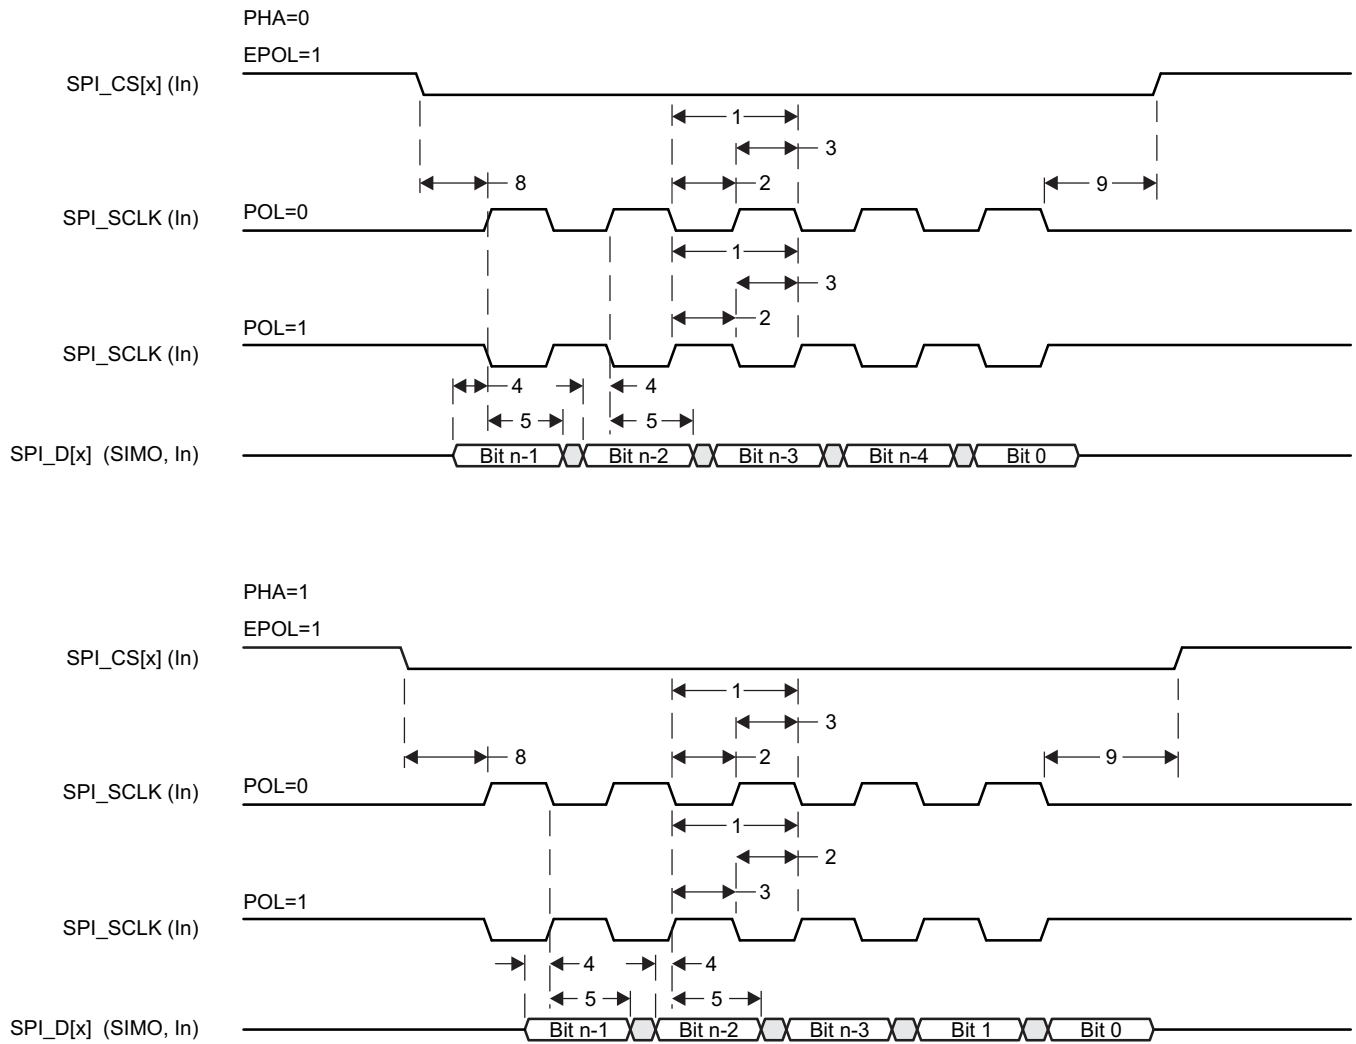 PHA=0
EPOL=1
SPI_CS[x] (In)
1
3
8
2
9
SPI_SCLK (In)
POL=0
1
3
2
POL=1
SPI_SCLK (In)
4
4
5
5
SPI_D[x] (SIMO, In)
Bit n-1
Bit n-2
Bit n-3
Bit n-4
Bit 0
PHA=1
EPOL=1
SPI_CS[x] (In)
1
3
8
2
9
SPI_SCLK (In)
POL=0
1
2
3
POL=1
SPI_SCLK (In)
4
4
5
5
SPI_D[x] (SIMO, In)
Bit n-1
Bit n-2
Bit n-3
Bit 1
Bit 0